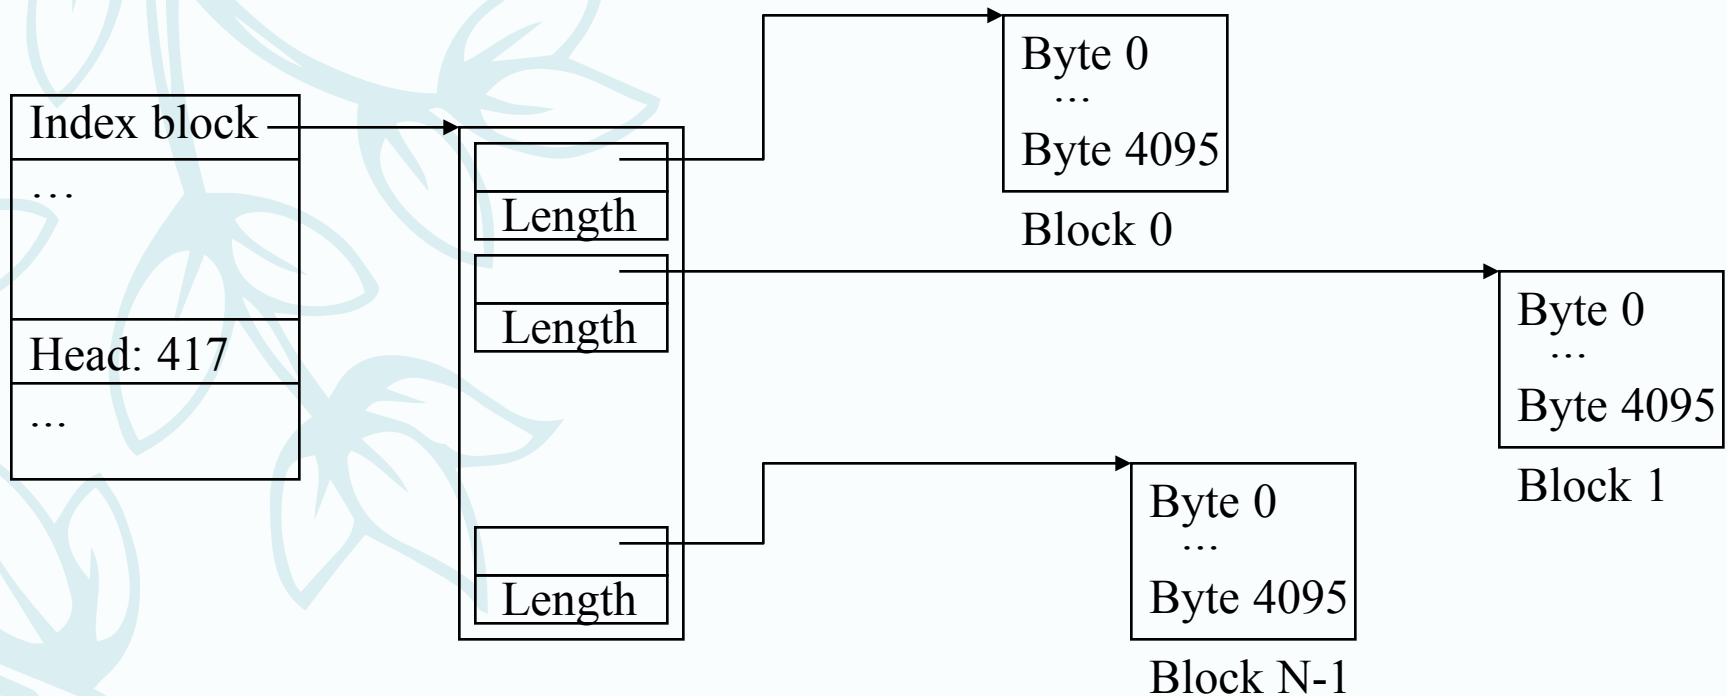 Index block
...
Head: 417
...
Length
Length
Length
Byte 0
...
Byte 4095
Block 0
Byte 0
...
Byte 4095
Block 1
Byte 0
...
Byte 4095
Block N-1